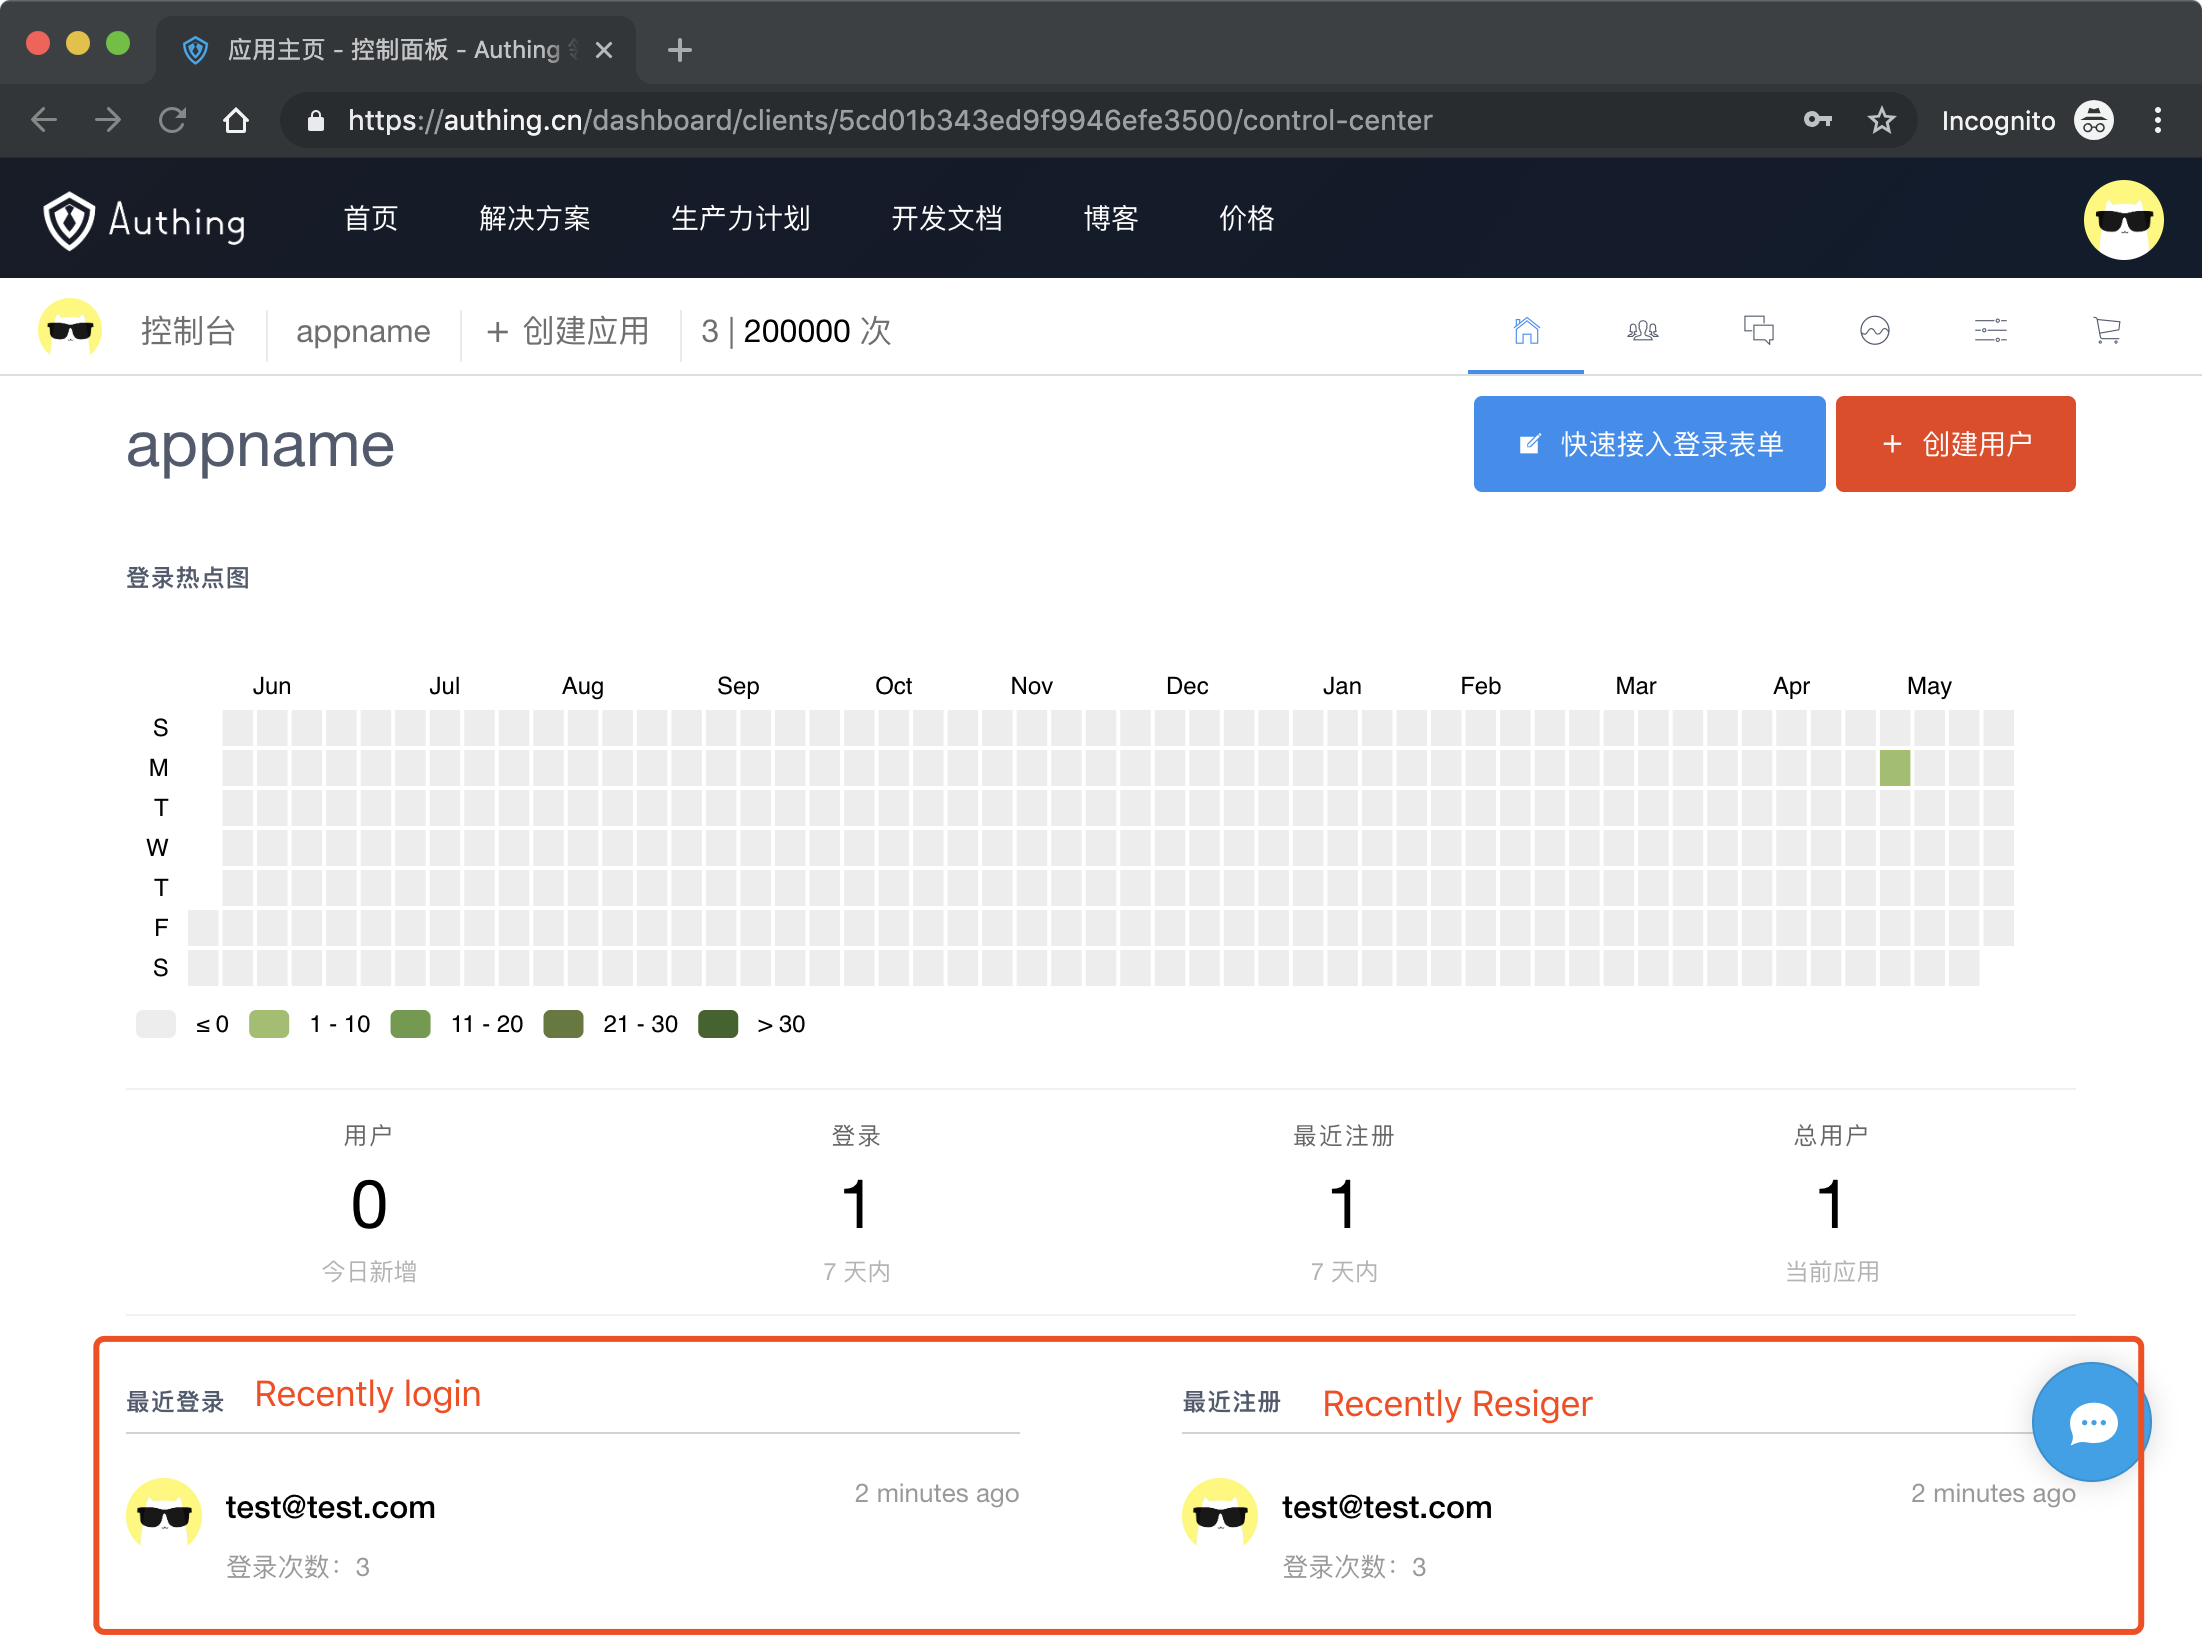 应用主页 - 控制面板 - Authing
https://authing.cn/dashboard/clients/5cd01b343ed9f9946efe3500/control-center
Incognito
Authing 首页 解决方案 生产力计划 开发文档 博客 价格
控制台 appname + 创建应用 3 | 200000 次
appname
快速接入登录表单
+ 创建用户
登录热点图
Jun Jul Aug Sep Oct Nov Dec Jan Feb Mar Apr May
S
M
T
W
T
F
S
≤ 0 1 - 10 11 - 20 21 - 30 > 30
用户 登录 最近注册 总用户
0 1 1 1
今日新增 7 天内 7 天内 当前应用
最近登录 Recently login
最近注册 Recently Resiger
test@test.com 2 minutes ago
登录次数：3
test@test.com 2 minutes ago
登录次数：3